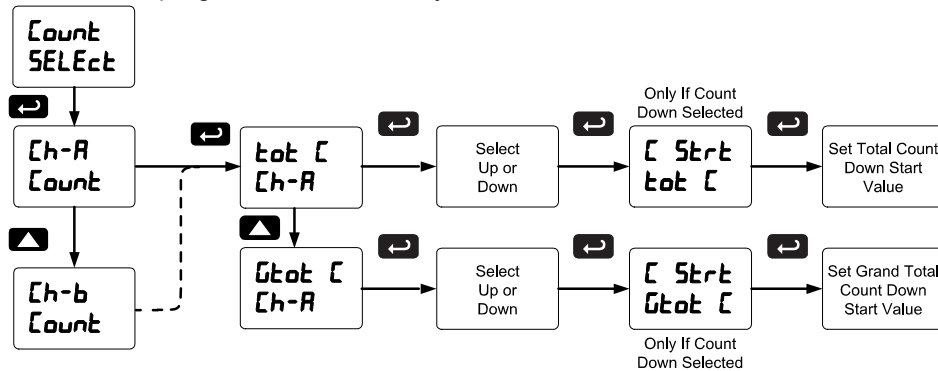 Count
SELEct
Ch-A
Count
Ch-b
Count
tot C
Ch-A
Select
Up or
Down
Only If Count
Down Selected
C Strt
tot C
Set Total Count
Down Start
Value
Gtot C
Ch-A
Select
Up or
Down
C Strt
Gtot C
Only If Count
Down Selected
Set Grand Total
Count Down
Start Value